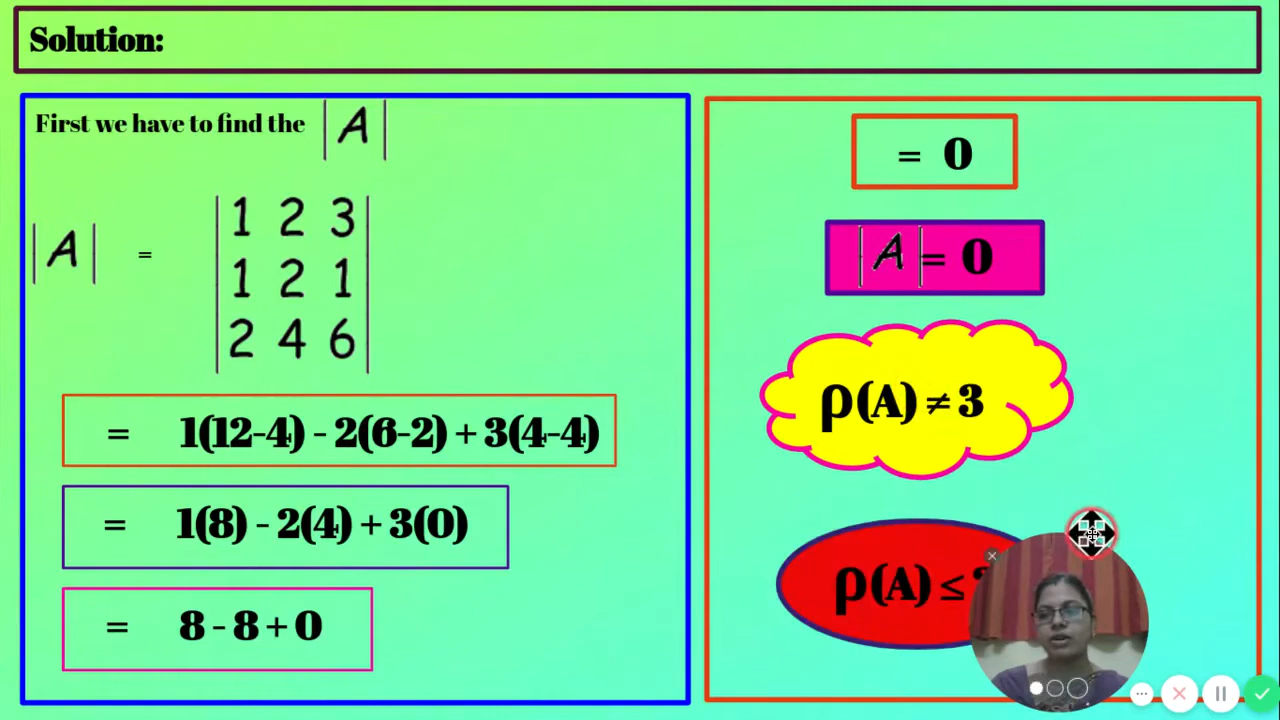 Solution:
First we have to find the |A|
|A| = |1 2 3|
|1 2 1|
|2 4 6|
= 1(12-4) - 2(6-2) + 3(4-4)
= 1(8) - 2(4) + 3(0)
= 8 - 8 + 0
= 0
|A| = 0
ρ(A) ≠ 3
ρ(A) ≤